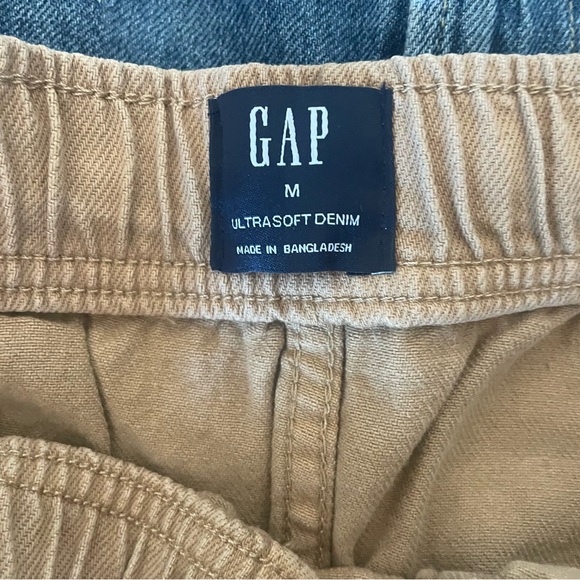 GAP
M
ULTRASOFT DENIM
MADE IN BANGLADESH